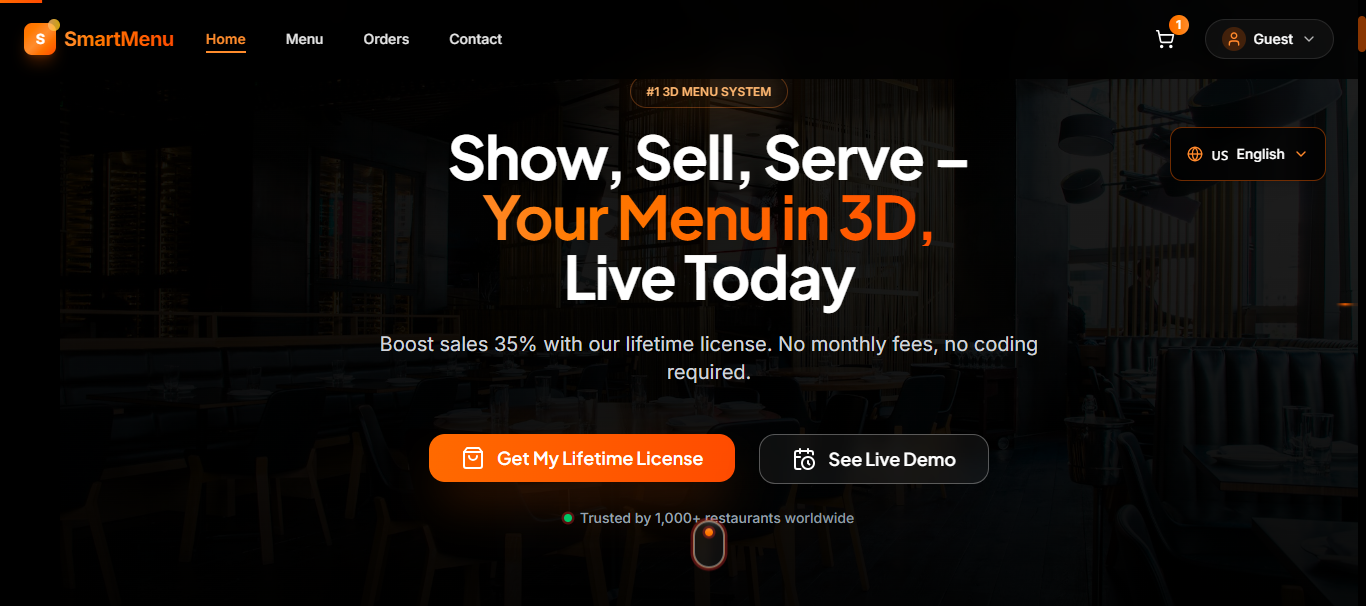 S SmartMenu Home Menu Orders Contact 1 Guest
#1 3D MENU SYSTEM
Show, Sell, Serve –
Your Menu in 3D,
Live Today
US English
Boost sales 35% with our lifetime license. No monthly fees, no coding
required.
Get My Lifetime License See Live Demo
Trusted by 1,000+ restaurants worldwide